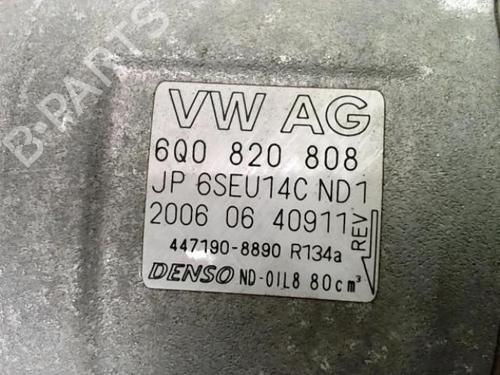 B-PARTS
VW AG
6Q0 820 808
JP 6SEU14C ND1
2006 06 40911
REV
447190-8890 R134a
DENSO ND-OIL8 80cm³